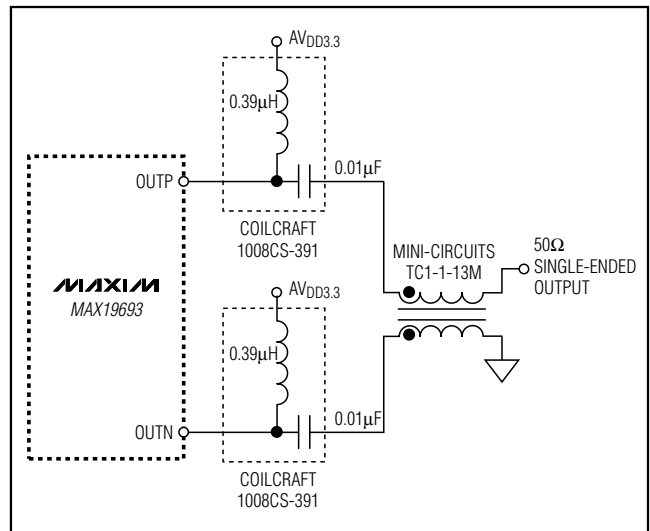 AVDD3.3
0.39μH
0.01μF
OUTP
COILCRAFT
1008CS-391
MINI-CIRCUITS
TC1-1-13M
50Ω
SINGLE-ENDED
OUTPUT
MAXIM
MAX19693
AVDD3.3
0.39μH
0.01μF
OUTN
COILCRAFT
1008CS-391